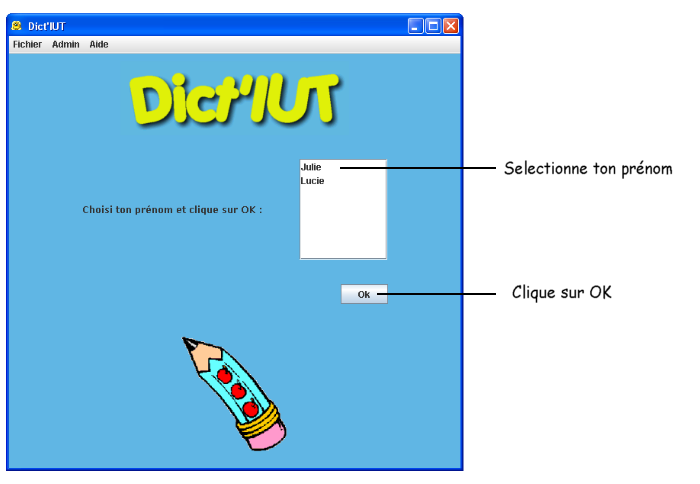 Dict'IUT
Fichier Admin Aide
Dict'IUT
Julie
Selectionne ton prénom
Lucie
Choisi ton prénom et clique sur OK :
Ok
Clique sur OK